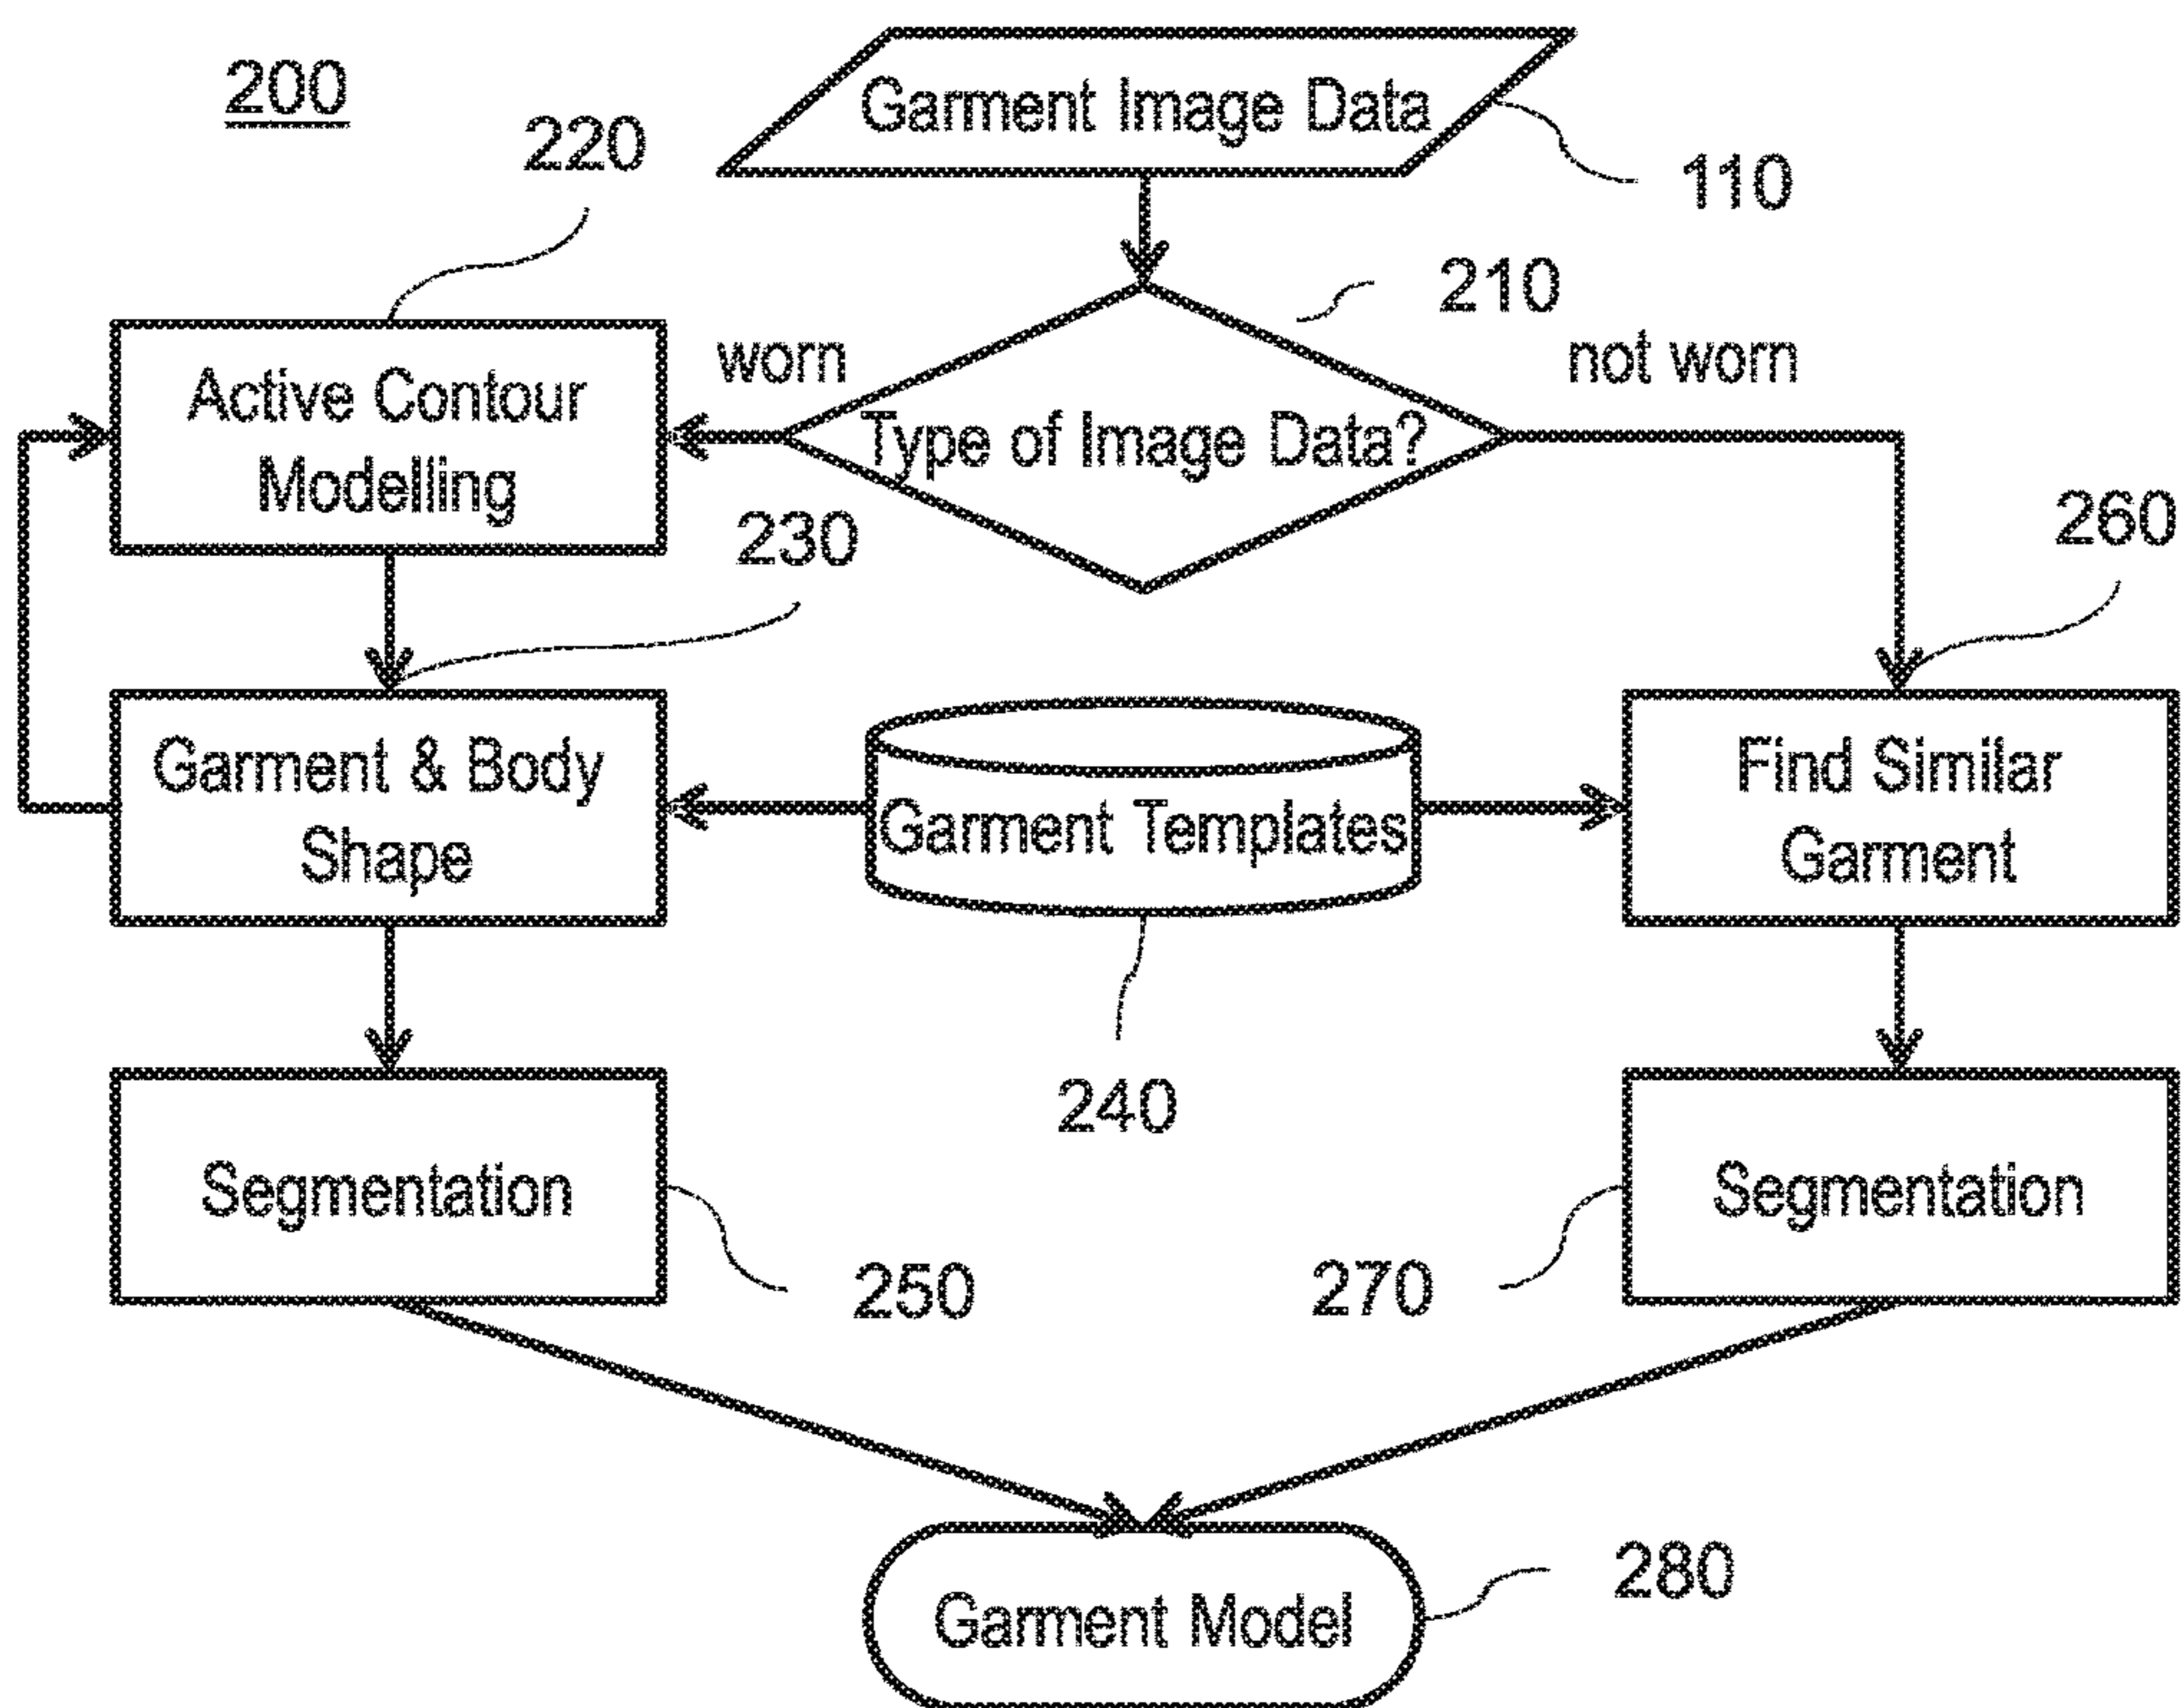 200
Garment Image Data
110
220
210
worn
not worn
Type of Image Data?
Active Contour
Modelling
230
260
Garment & Body
Shape
Garment Templates
Find Similar
Garment
240
Segmentation
Segmentation
250
270
Garment Model
280